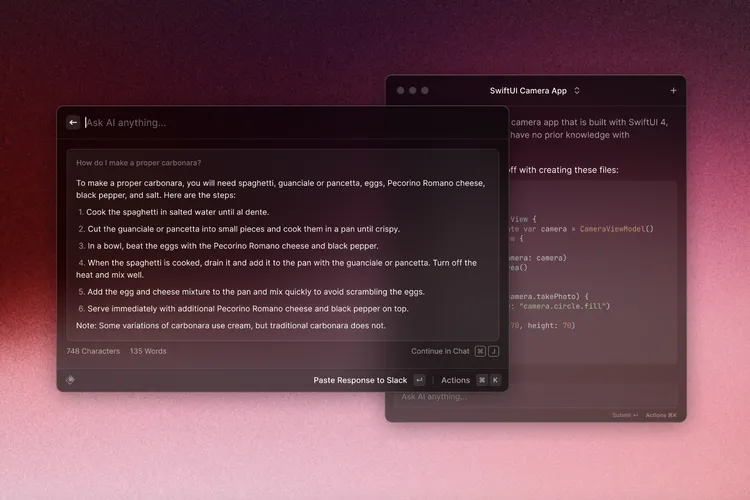 SwiftUI Camera App
+
Ask AI anything...
How do I make a proper carbonara?
To make a proper carbonara, you will need spaghetti, guanciale or pancetta, eggs, Pecorino Romano cheese,
black pepper, and salt. Here are the steps:
1. Cook the spaghetti in salted water until al dente.
2. Cut the guanciale or pancetta into small pieces and cook them in a pan until crispy.
3. In a bowl, beat the eggs with the Pecorino Romano cheese and black pepper.
4. When the spaghetti is cooked, drain it and add it to the pan with the guanciale or pancetta. Turn off the
heat and mix well.
5. Add the egg and cheese mixture to the pan and mix quickly to avoid scrambling the eggs.
6. Serve immediately with additional Pecorino Romano cheese and black pepper on top.
Note: Some variations of carbonara use cream, but traditional carbonara does not.
748 Characters 135 Words
Continue in Chat ⌘ J
Paste Response to Slack ↵ Actions ⌘ K
camera app that is built with SwiftUI 4,
have no prior knowledge with
off with creating these files:
View {
var camera = CameraViewModel()
{
camera: camera)
()
camera.takePhoto) {
"camera.circle.fill")
70, height: 70)
Ask AI anything...
Submit ↵ Actions ⌘K